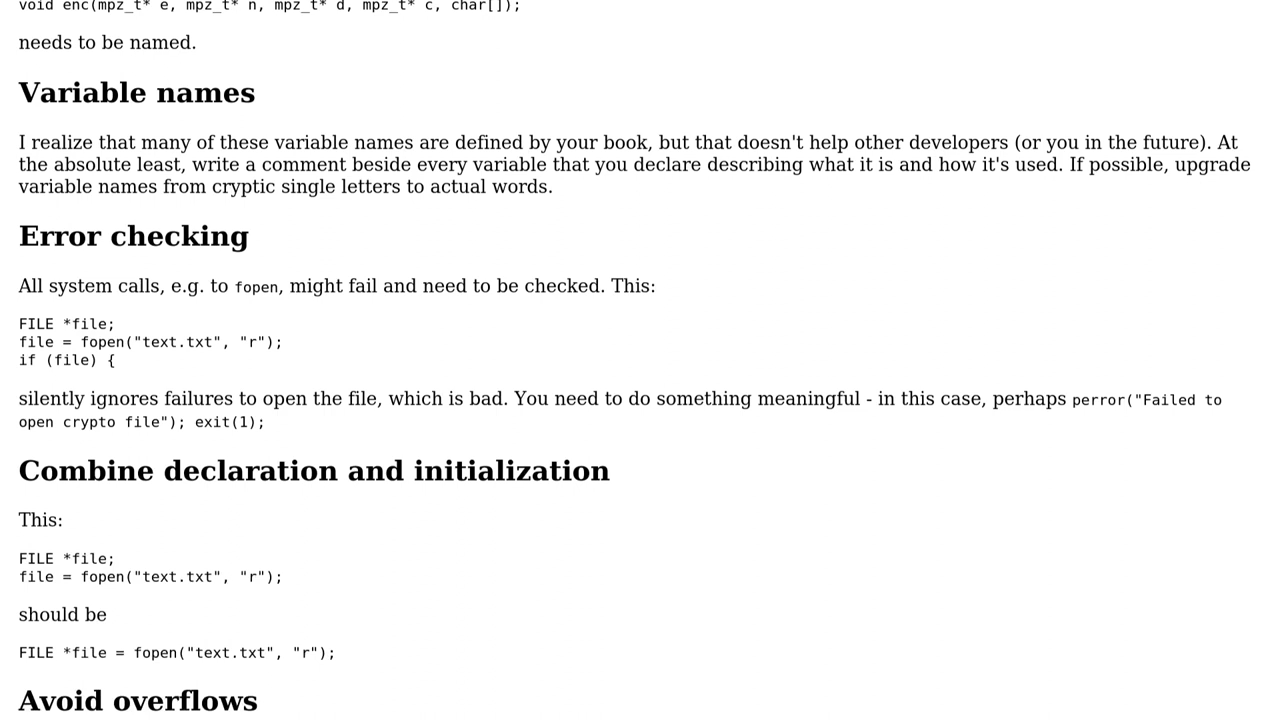 void enc(mpz_t* e, mpz_t* n, mpz_t* d, mpz_t* c, char[]);
needs to be named.
Variable names
I realize that many of these variable names are defined by your book, but that doesn't help other developers (or you in the future). At
the absolute least, write a comment beside every variable that you declare describing what it is and how it's used. If possible, upgrade
variable names from cryptic single letters to actual words.
Error checking
All system calls, e.g. to fopen, might fail and need to be checked. This:
FILE *file;
file = fopen("text.txt", "r");
if (file) {
silently ignores failures to open the file, which is bad. You need to do something meaningful - in this case, perhaps perror("Failed to
open crypto file"); exit(1);
Combine declaration and initialization
This:
FILE *file;
file = fopen("text.txt", "r");
should be
FILE *file = fopen("text.txt", "r");
Avoid overflows